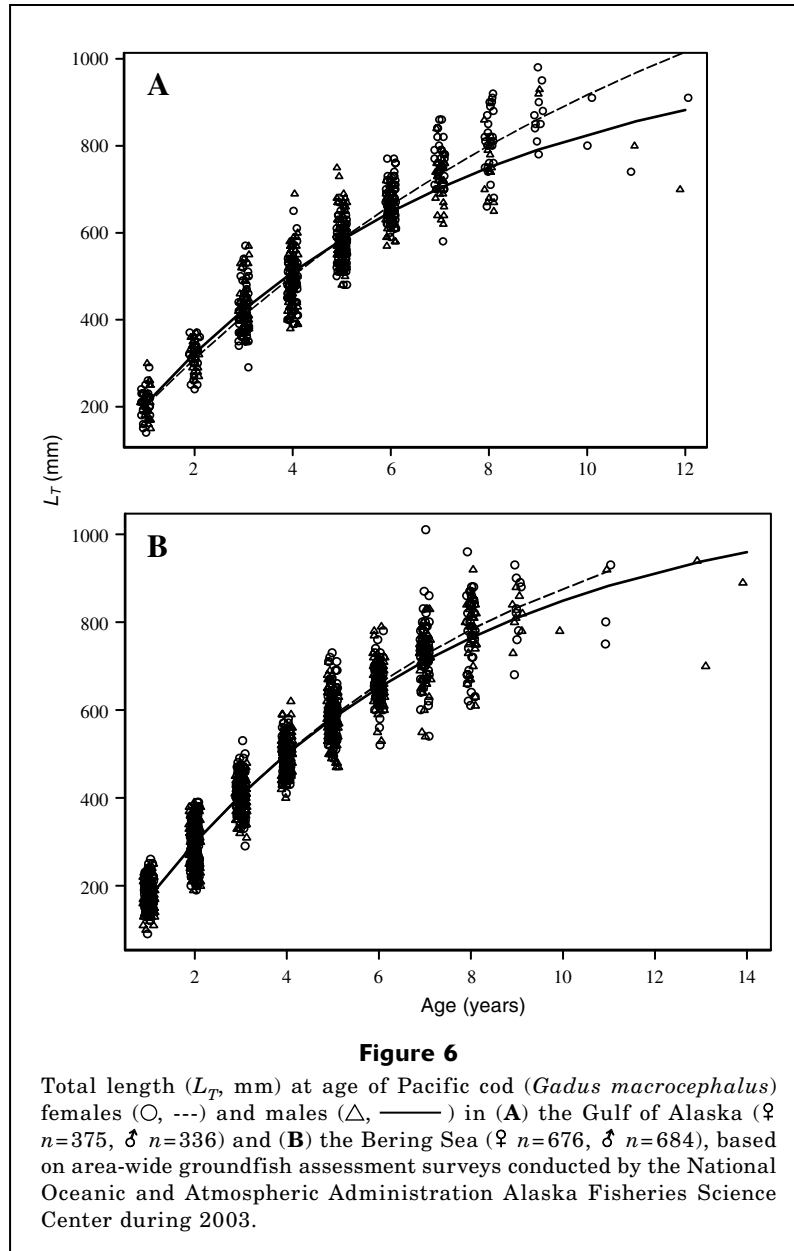 A
1000
800
600
400
200
2 4 6 8 10 12
L_T (mm)
B
1000
800
600
400
200
2 4 6 8 10 12 14
Age (years)
Figure 6
Total length (L_T, mm) at age of Pacific cod (Gadus macrocephalus)
females (○, ---) and males (△, ———) in (A) the Gulf of Alaska (♀
n=375, ♂ n=336) and (B) the Bering Sea (♀ n=676, ♂ n=684), based
on area-wide groundfish assessment surveys conducted by the National
Oceanic and Atmospheric Administration Alaska Fisheries Science
Center during 2003.